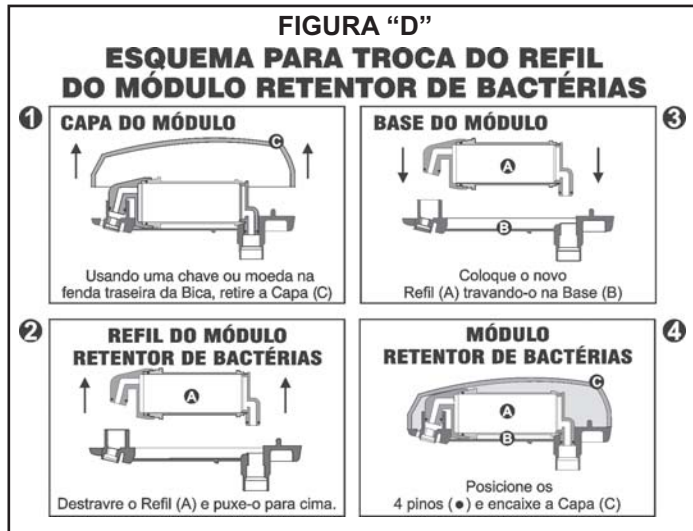 FIGURA “D”
ESQUEMA PARA TROCA DO REFIL
DO MÓDULO RETENTOR DE BACTÉRIAS
1 CAPA DO MÓDULO
C
Usando uma chave ou moeda na
fenda traseira da Bica, retire a Capa (C)
2 REFIL DO MÓDULO
RETENTOR DE BACTÉRIAS
A
Destravre o Refil (A) e puxe-o para cima.
BASE DO MÓDULO 3
A
B
Coloque o novo
Refil (A) travando-o na Base (B)
MÓDULO 4
RETENTOR DE BACTÉRIAS
C
A
B
Posicione os
4 pinos (●) e encaixe a Capa (C)